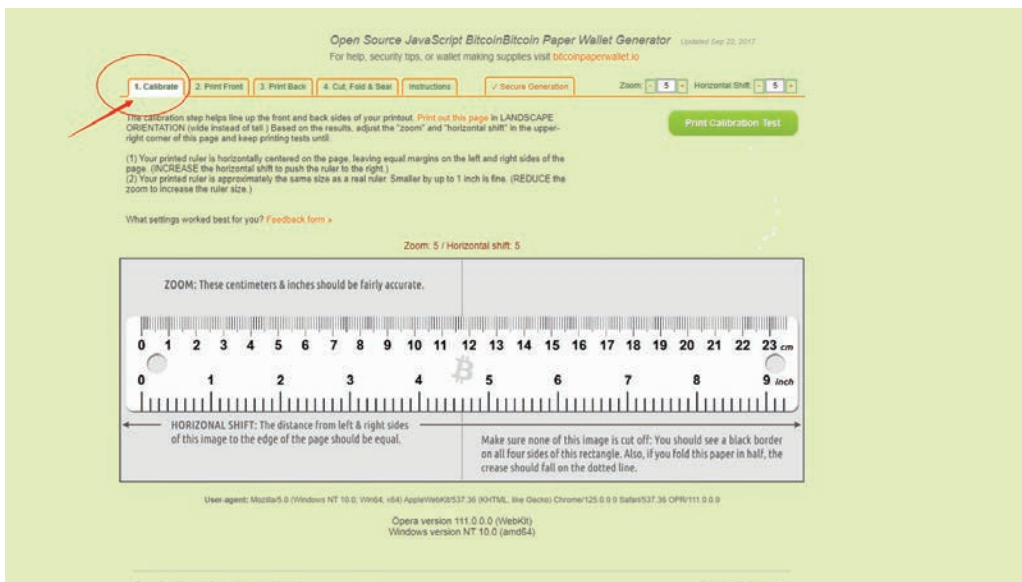 Open Source JavaScript BitcoinBitcoin Paper Wallet Generator Updated Sep 22, 2017
For help, security tips, or wallet making supplies visit bitcoinpaperwallet.io
1. Calibrate 2. Print Front 3. Print Back 4. Cut, Fold & Seal Instructions ✓ Secure Generation Zoom: - 5 + Horizontal Shift: - 5 +
The calibration step helps line up the front and back sides of your printout. Print out this page in LANDSCAPE
ORIENTATION (wide instead of tall.) Based on the results, adjust the "zoom" and "horizontal shift" in the upper-
right corner of this page and keep printing tests until:
Print Calibration Test
(1) Your printed ruler is horizontally centered on the page, leaving equal margins on the left and right sides of the
page. (INCREASE the horizontal shift to push the ruler to the right.)
(2) Your printed ruler is approximately the same size as a real ruler. Smaller by up to 1 inch is fine. (REDUCE the
zoom to increase the ruler size.)
What settings worked best for you? Feedback form »
Zoom: 5 / Horizontal shift: 5
ZOOM: These centimeters & inches should be fairly accurate.
0 1 2 3 4 5 6 7 8 9 10 11 12 13 14 15 16 17 18 19 20 21 22 23 cm
0 1 2 3 4 5 6 7 8 9 inch
HORIZONAL SHIFT: The distance from left & right sides
of this image to the edge of the page should be equal.
Make sure none of this image is cut off: You should see a black border
on all four sides of this rectangle. Also, if you fold this paper in half, the
crease should fall on the dotted line.
User-agent: Mozilla/5.0 (Windows NT 10.0; Win64; x64) AppleWebKit/537.36 (KHTML, like Gecko) Chrome/125.0.0.0 Safari/537.36 OPR/111.0.0.0
Opera version 111.0.0.0 (WebKit)
Windows version NT 10.0 (amd64)